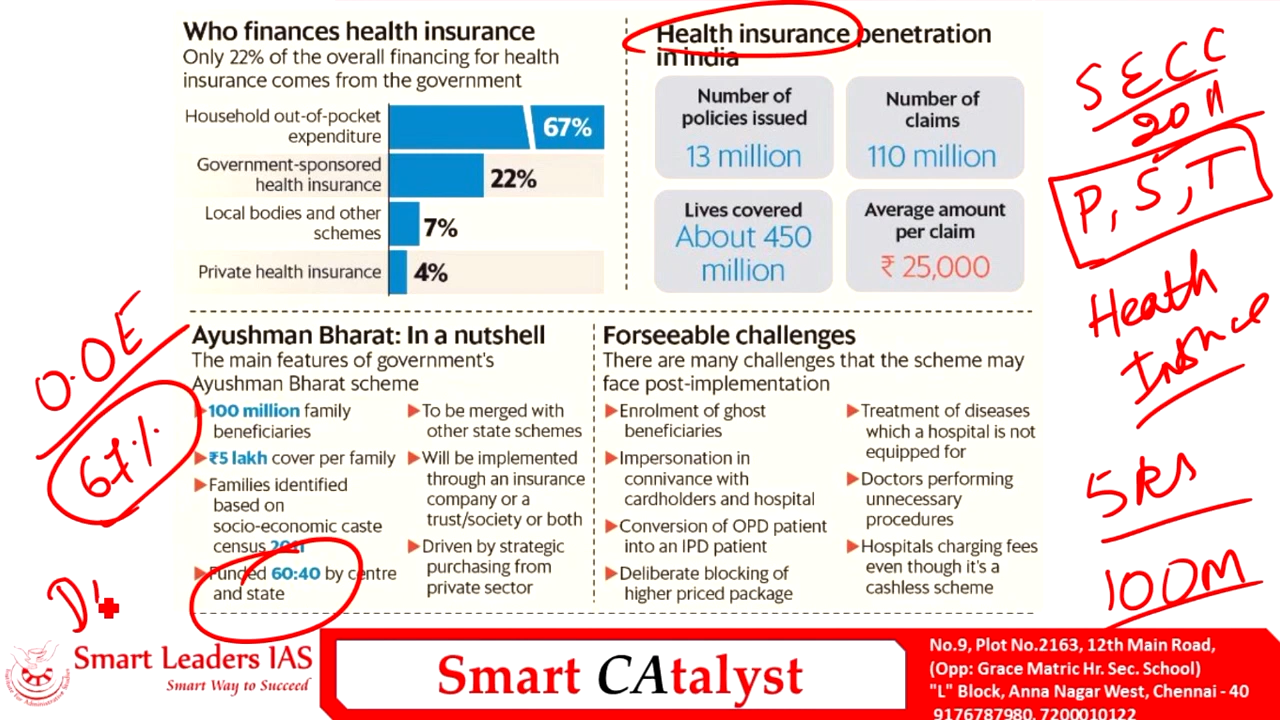 Who finances health insurance
Only 22% of the overall financing for health
insurance comes from the government
Household out-of-pocket
expenditure
67%
Government-sponsored
health insurance
22%
Local bodies and other
schemes
7%
Private health insurance
4%
Health insurance penetration
in India
Number of
policies issued
13 million
Number of
claims
110 million
Lives covered
About 450
million
Average amount
per claim
₹ 25,000
Ayushman Bharat: In a nutshell
The main features of government's
Ayushman Bharat scheme
100 million family
beneficiaries
₹5 lakh cover per family
Families identified
based on
socio-economic caste
census 2011
Funded 60:40 by centre
and state
To be merged with
other state schemes
Will be implemented
through an insurance
company or a
trust/society or both
Driven by strategic
purchasing from
private sector
Forseeable challenges
There are many challenges that the scheme may
face post-implementation
Enrolment of ghost
beneficiaries
Impersonation in
connivance with
cardholders and hospital
Conversion of OPD patient
into an IPD patient
Deliberate blocking of
higher priced package
Treatment of diseases
which a hospital is not
equipped for
Doctors performing
unnecessary
procedures
Hospitals charging fees
even though it's a
cashless scheme
O.OE
67%
SECC
2011
P, S, T
Heath
100M
Smart Leaders IAS
Smart Way to Succeed
Smart CAtalyst
No.9, Plot No.2163, 12th Main Road,
(Opp: Grace Matric Hr. Sec. School)
"L" Block, Anna Nagar West, Chennai - 40
9176787980, 7200010122